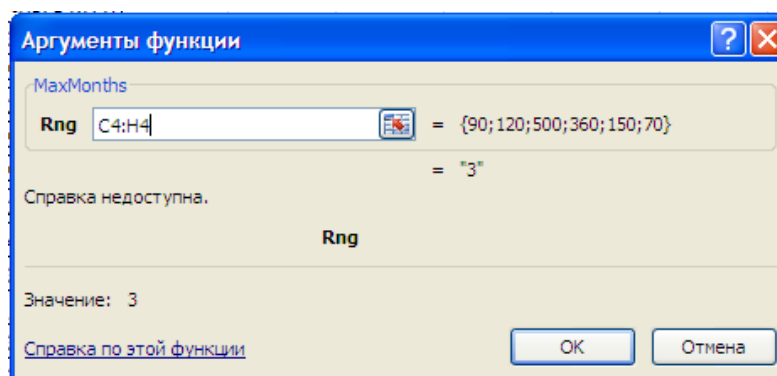 Аргументы функции
MaxMonths
Rng C4:H4 = {90;120;500;360;150;70}
= "3"
Справка недоступна.
Rng
Значение: 3
Справка по этой функции OK Отмена